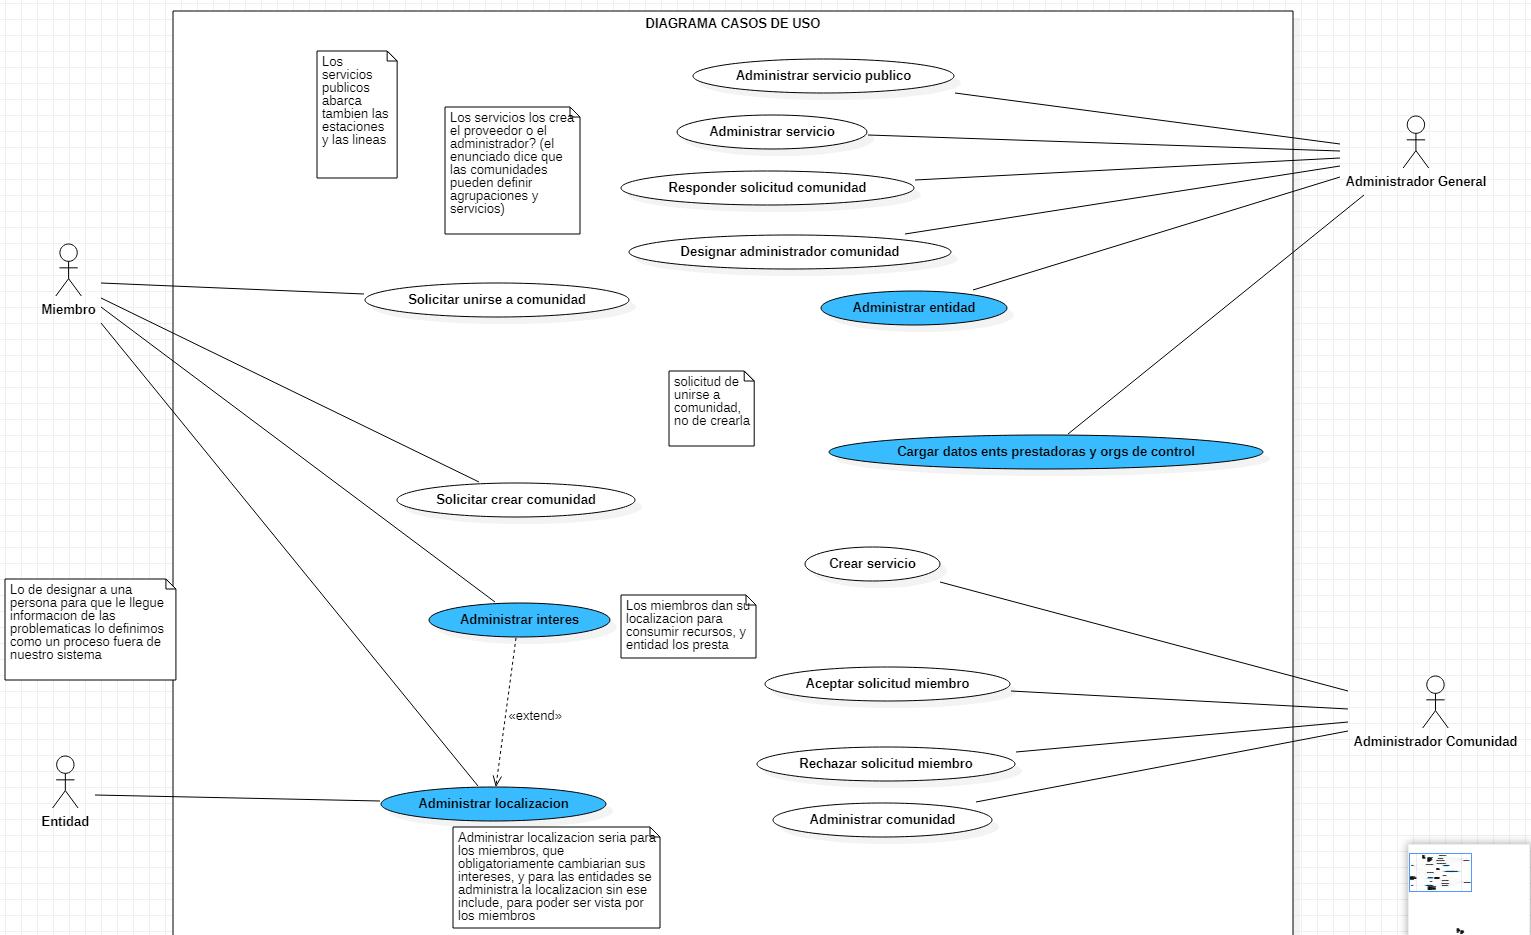 DIAGRAMA CASOS DE USO
Los
servicios
publicos
abarca
tambien las
estaciones
y las lineas
Los servicios los crea
el proveedor o el
administrador? (el
enunciado dice que
las comunidades
pueden definir
agrupaciones y
servicios)
Administrar servicio publico
Administrar servicio
Responder solicitud comunidad
Designar administrador comunidad
Administrar entidad
Administrador General
Miembro
Solicitar unirse a comunidad
solicitud de
unirse a
comunidad,
no de crearla
Cargar datos ents prestadoras y orgs de control
Solicitar crear comunidad
Crear servicio
Lo de designar a una
persona para que le llegue
informacion de las
problematicas lo definimos
como un proceso fuera de
nuestro sistema
Administrar interes
Los miembros dan su
localizacion para
consumir recursos, y
entidad los presta
Aceptar solicitud miembro
«extend»
Administrador Comunidad
Rechazar solicitud miembro
Entidad
Administrar localizacion
Administrar comunidad
Administrar localizacion seria para
los miembros, que
obligatoriamente cambiarian sus
intereses, y para las entidades se
administra la localizacion sin ese
include, para poder ser vista por
los miembros